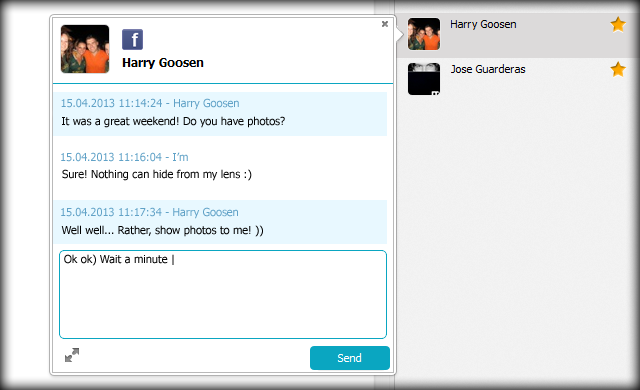 f
Harry Goosen
15.04.2013 11:14:24 - Harry Goosen
It was a great weekend! Do you have photos?
15.04.2013 11:16:04 - I'm
Sure! Nothing can hide from my lens :)
15.04.2013 11:17:34 - Harry Goosen
Well well... Rather, show photos to me! ))
Ok ok) Wait a minute
Send
Harry Goosen
Jose Guarderas